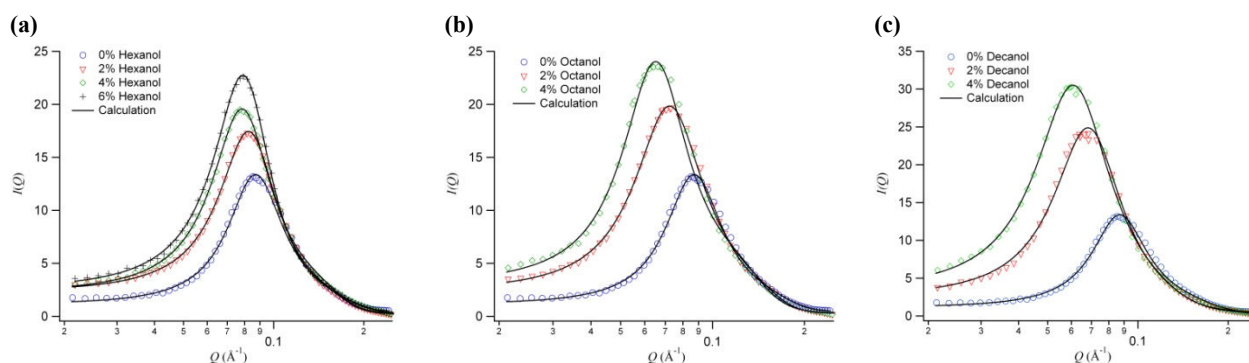 (a)
25
20
15
10
5
0
I(Q)
0% Hexanol
2% Hexanol
4% Hexanol
6% Hexanol
Calculation
2 3 4 5 6 7 8 9 0.1 2
Q (Å⁻¹)
(b)
25
20
15
10
5
0
I(Q)
0% Octanol
2% Octanol
4% Octanol
Calculation
2 3 4 5 6 7 8 9 0.1 2
Q (Å⁻¹)
(c)
35
30
25
20
15
10
5
0
I(Q)
0% Decanol
2% Decanol
4% Decanol
Calculation
2 3 4 5 6 7 8 9 0.1 2
Q (Å⁻¹)